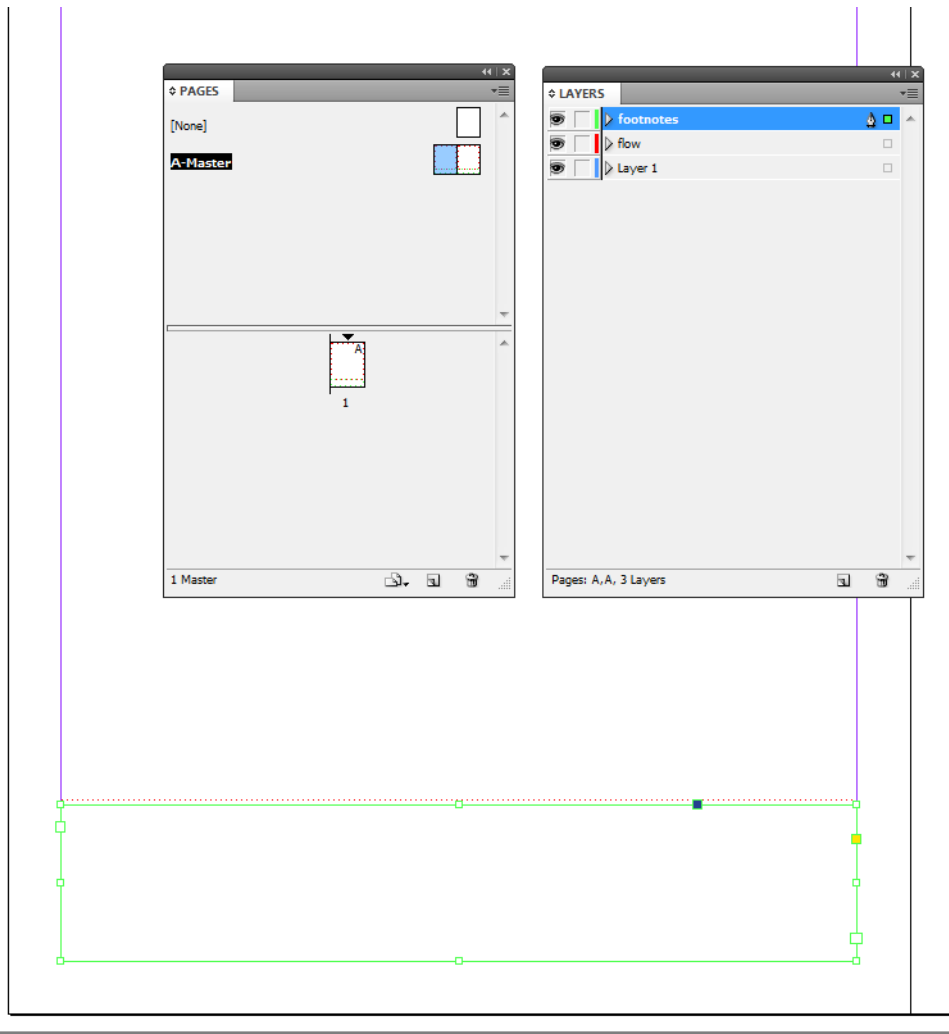 PAGES
[None]
A-Master
A
1
1 Master
LAYERS
footnotes
flow
Layer 1
Pages: A,A, 3 Layers